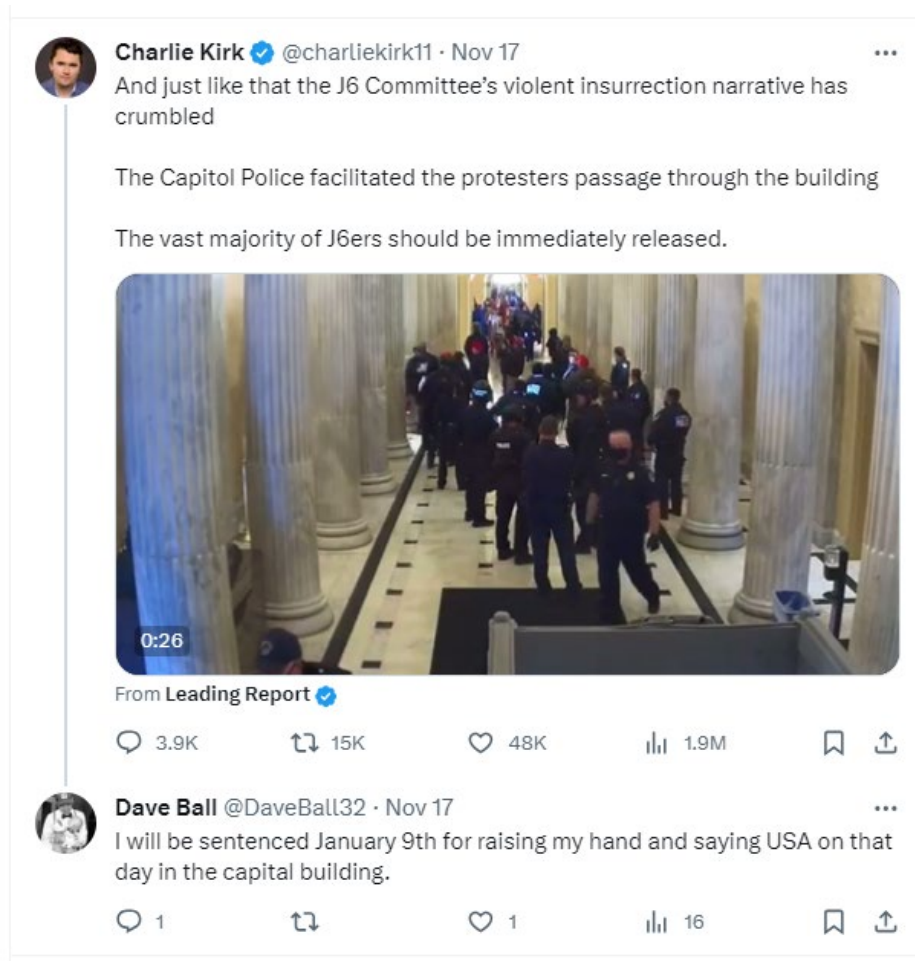 Charlie Kirk @charliekirk11 · Nov 17
And just like that the J6 Committee’s violent insurrection narrative has
crumbled
The Capitol Police facilitated the protesters passage through the building
The vast majority of J6ers should be immediately released.
0:26
From Leading Report
3.9K 15K 48K 1.9M
Dave Ball @DaveBall32 · Nov 17
I will be sentenced January 9th for raising my hand and saying USA on that
day in the capital building.
1 1 16